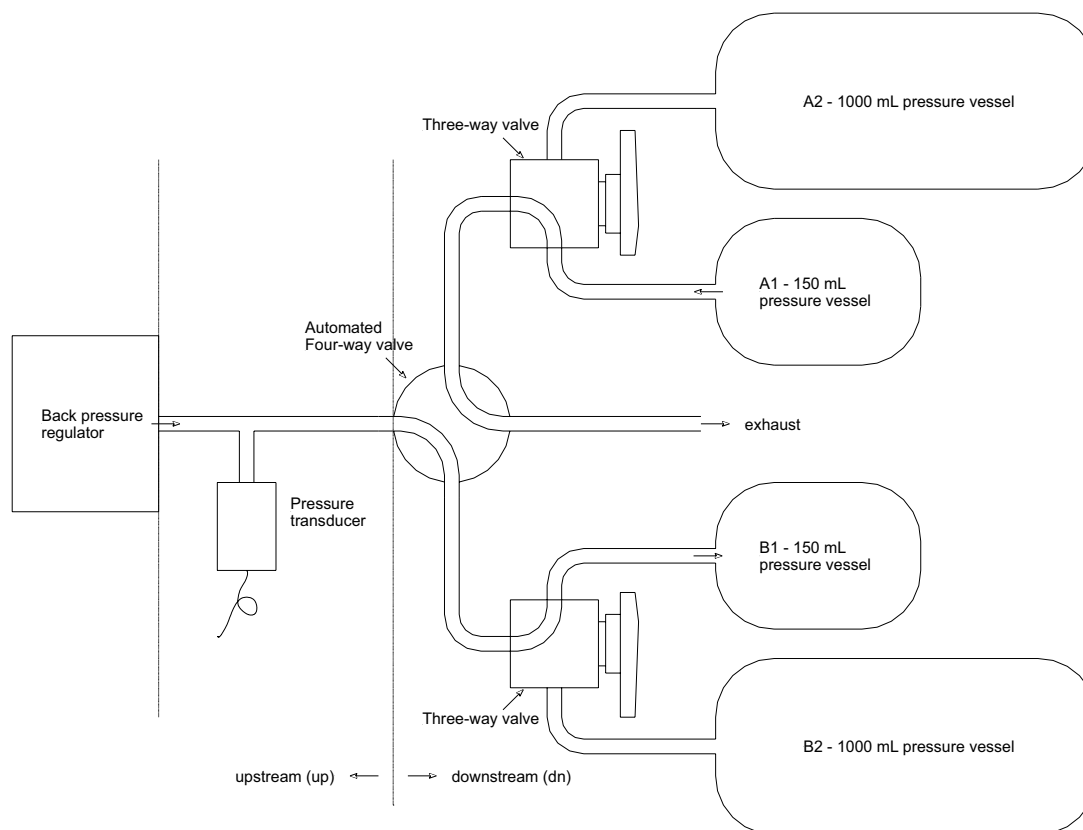 A2 - 1000 mL pressure vessel
Three-way valve
A1 - 150 mL
pressure vessel
Automated
Four-way valve
Back pressure
regulator
exhaust
Pressure
transducer
B1 - 150 mL
pressure vessel
Three-way valve
B2 - 1000 mL pressure vessel
upstream (up)
downstream (dn)